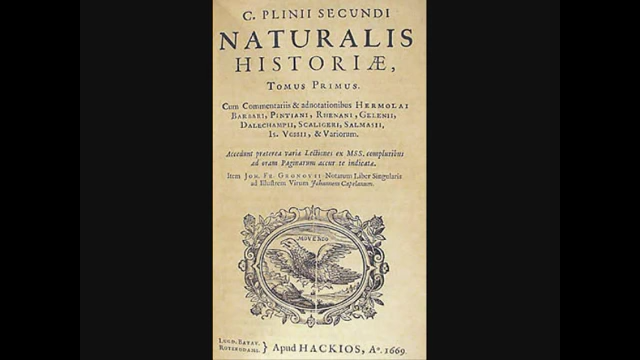 C. PLINII SECUNDI
NATURALIS
HISTORIÆ,
TOMUS PRIMUS.
Cum Commentariis & adnotationibus HERMOLAI
BARBARI, PINTIANI, RHENANI, GELENII,
DALECHAMPII, SCALIGERI, SALMASII,
IS. VOSSII, & Variorum.
Accedunt præterea variæ Lectiones ex MSS. compluribus
ad oram Paginarum accurate indicatæ.
Item JOH. FR. GRONOVII Notarum Liber Singularis
ad Illustrem Virum Johannem Capelanum.
MOVENDO
LUGD. BATAV.
ROTERODAMI.
Apud HACKIOS, Aº. 1669